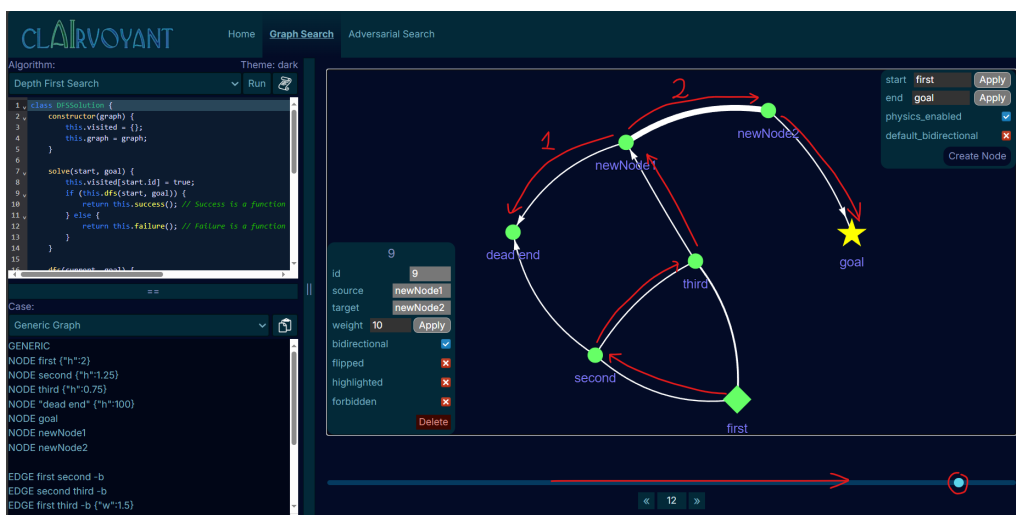 CLAIRVOYANT
Home Graph Search Adversarial Search
Algorithm: Theme: dark
Depth First Search Run
1 class DFSSolution {
2 constructor(graph) {
3 this.visited = {};
4 this.graph = graph;
5 }
6
7 solve(start, goal) {
8 this.visited[start.id] = true;
9 if (this.dfs(start, goal)) {
10 return this.success(); // Success is a function
11 } else {
12 return this.failure(); // Failure is a function
13 }
14 }
15
16 dfs(current, goal) {
==
Case:
Generic Graph
GENERIC
NODE first {"h":2}
NODE second {"h":1.25}
NODE third {"h":0.75}
NODE "dead end" {"h":100}
NODE goal
NODE newNode1
NODE newNode2
EDGE first second -b
EDGE second third -b
EDGE first third -b {"w":1.5}
||
start first Apply
end goal Apply
physics_enabled
default_bidirectional
Create Node
1
2
newNode1
newNode2
dead end
goal
third
second
first
9
id 9
source newNode1
target newNode2
weight 10 Apply
bidirectional
flipped
highlighted
forbidden
Delete
« 12 »